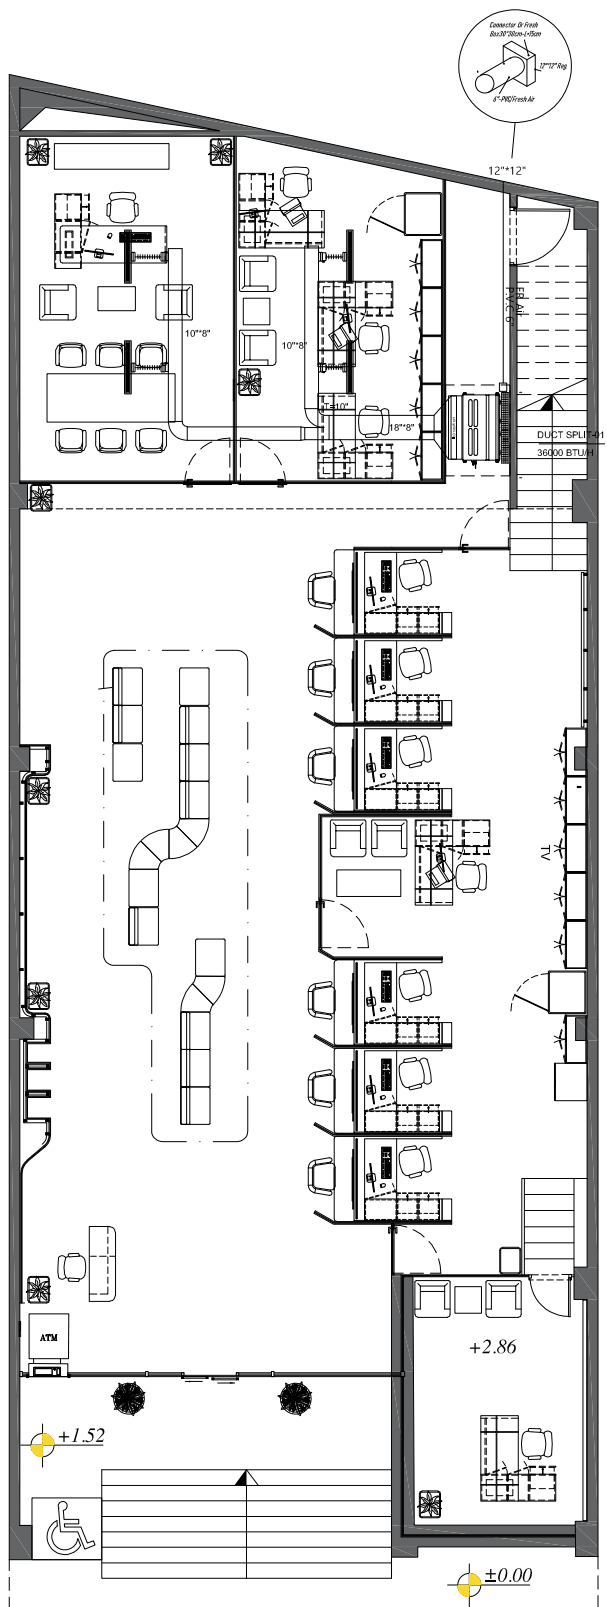 Connector Or Fresh
Box30*30cm-L=15cm
12"*12" Reg
6"-PVC/Fresh Air
12"*12"
FR.Air
P.V.C 6"
10"*8"
10"*8"
=10"
18"*8"
DUCT SPLIT-01
36000 BTU/H
TV
ATM
+2.86
+1.52
±0.00